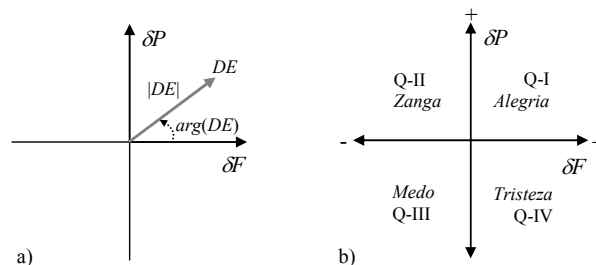 δP
DE
|DE|
arg(DE)
δF
a)
+
δP
Q-II
Zanga
Q-I
Alegria
-
δF
Medo
Q-III
Tristeza
Q-IV
b)